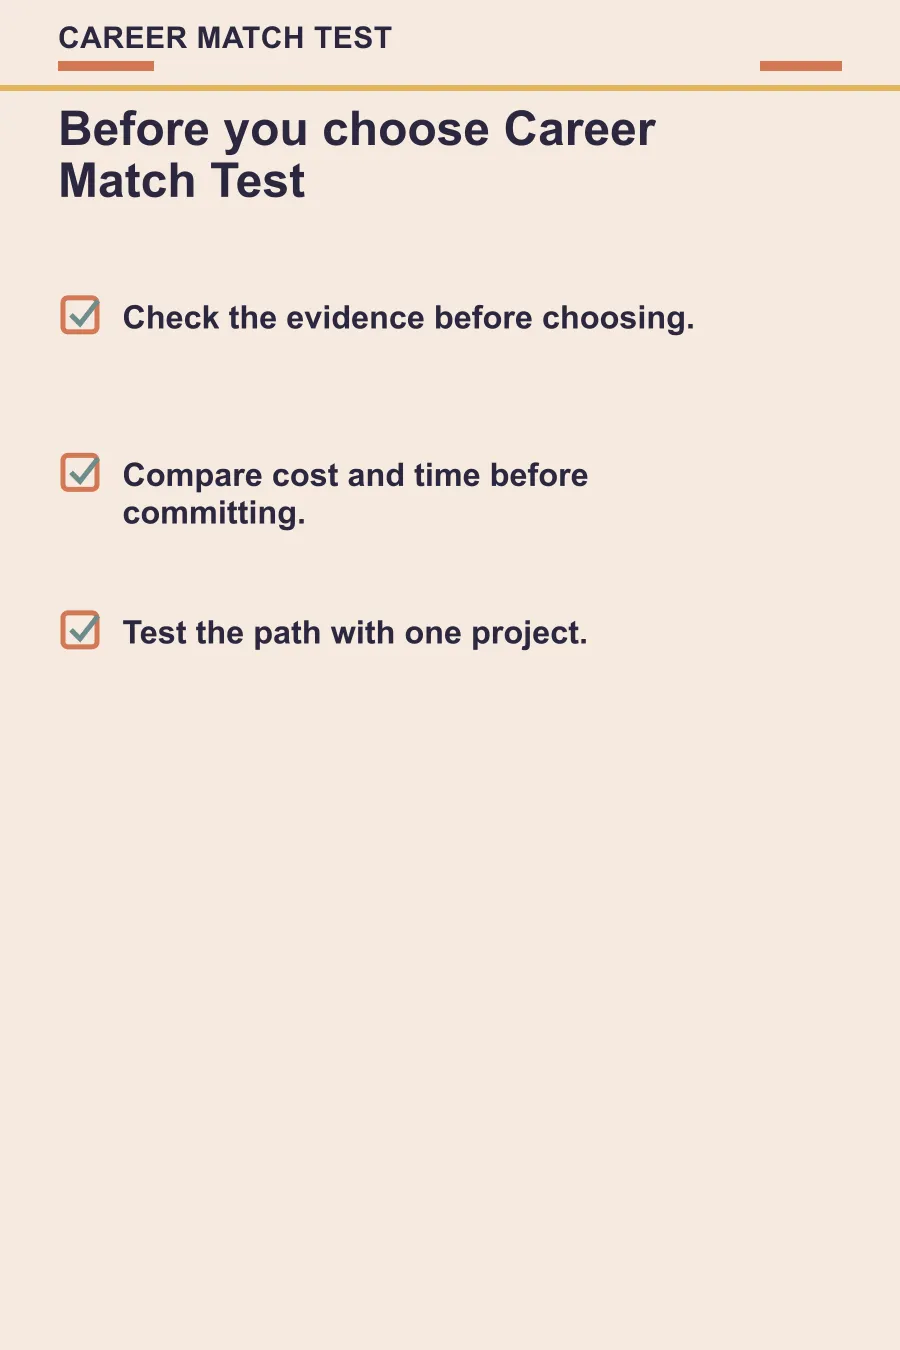 CAREER MATCH TEST
Before you choose Career
Match Test
Check the evidence before choosing.
Compare cost and time before
committing.
Test the path with one project.